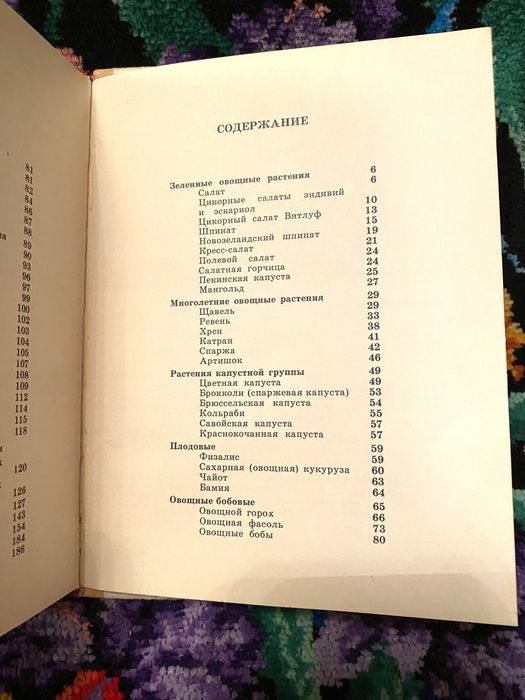 81
81
82
84
86
87
88
89
90
93
96
97
99
100
102
103
104
105
107
108
109
112
114
115
118
120
126
127
143
154
184
186
СОДЕРЖАНИЕ
Зеленные овощные растения 6
Салат 6
Цикорные салаты эндивий
и эскариол 10
Цикорный салат Витлуф 13
Шпинат 15
Новозеландский шпинат 19
Кресс-салат 21
Полевой салат 24
Салатная горчица 24
Пекинская капуста 25
Мангольд 27
Многолетние овощные растения 29
Щавель 29
Ревень 33
Хрен 38
Катран 41
Спаржа 42
Артишок 46
Растения капустной группы 49
Цветная капуста 49
Брокколи (спаржевая капуста) 53
Брюссельская капуста 54
Кольраби 55
Савойская капуста 57
Краснокочанная капуста 57
Плодовые 59
Физалис 59
Сахарная (овощная) кукуруза 60
Чайот 63
Бамия 64
Овощные бобовые 65
Овощной горох 66
Овощная фасоль 73
Овощные бобы 80